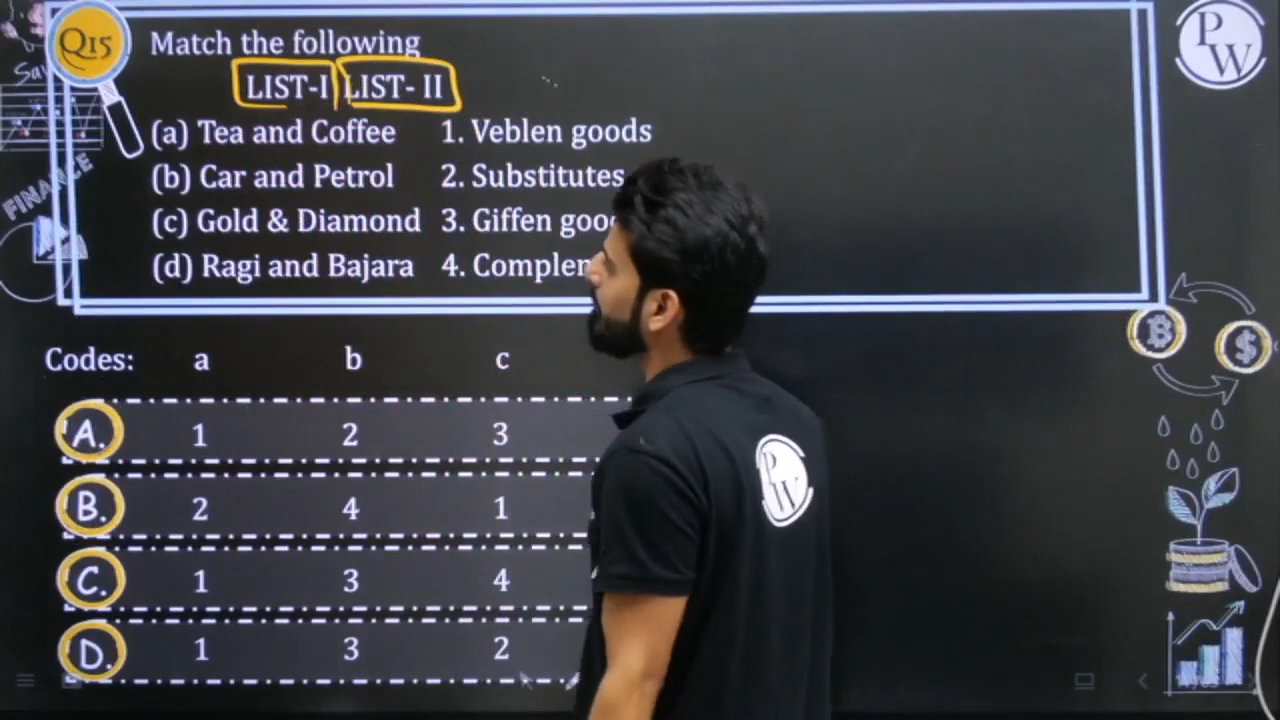 Q15
Match the following
LIST-I LIST- II
(a) Tea and Coffee 1. Veblen goods
(b) Car and Petrol 2. Substitutes
(c) Gold & Diamond 3. Giffen
(d) Ragi and Bajara 4.
Codes: a b c
A. 1 2 3
B. 2 4 1
C. 1 3 4
D. 1 3 2
PW
FINANCE
PW